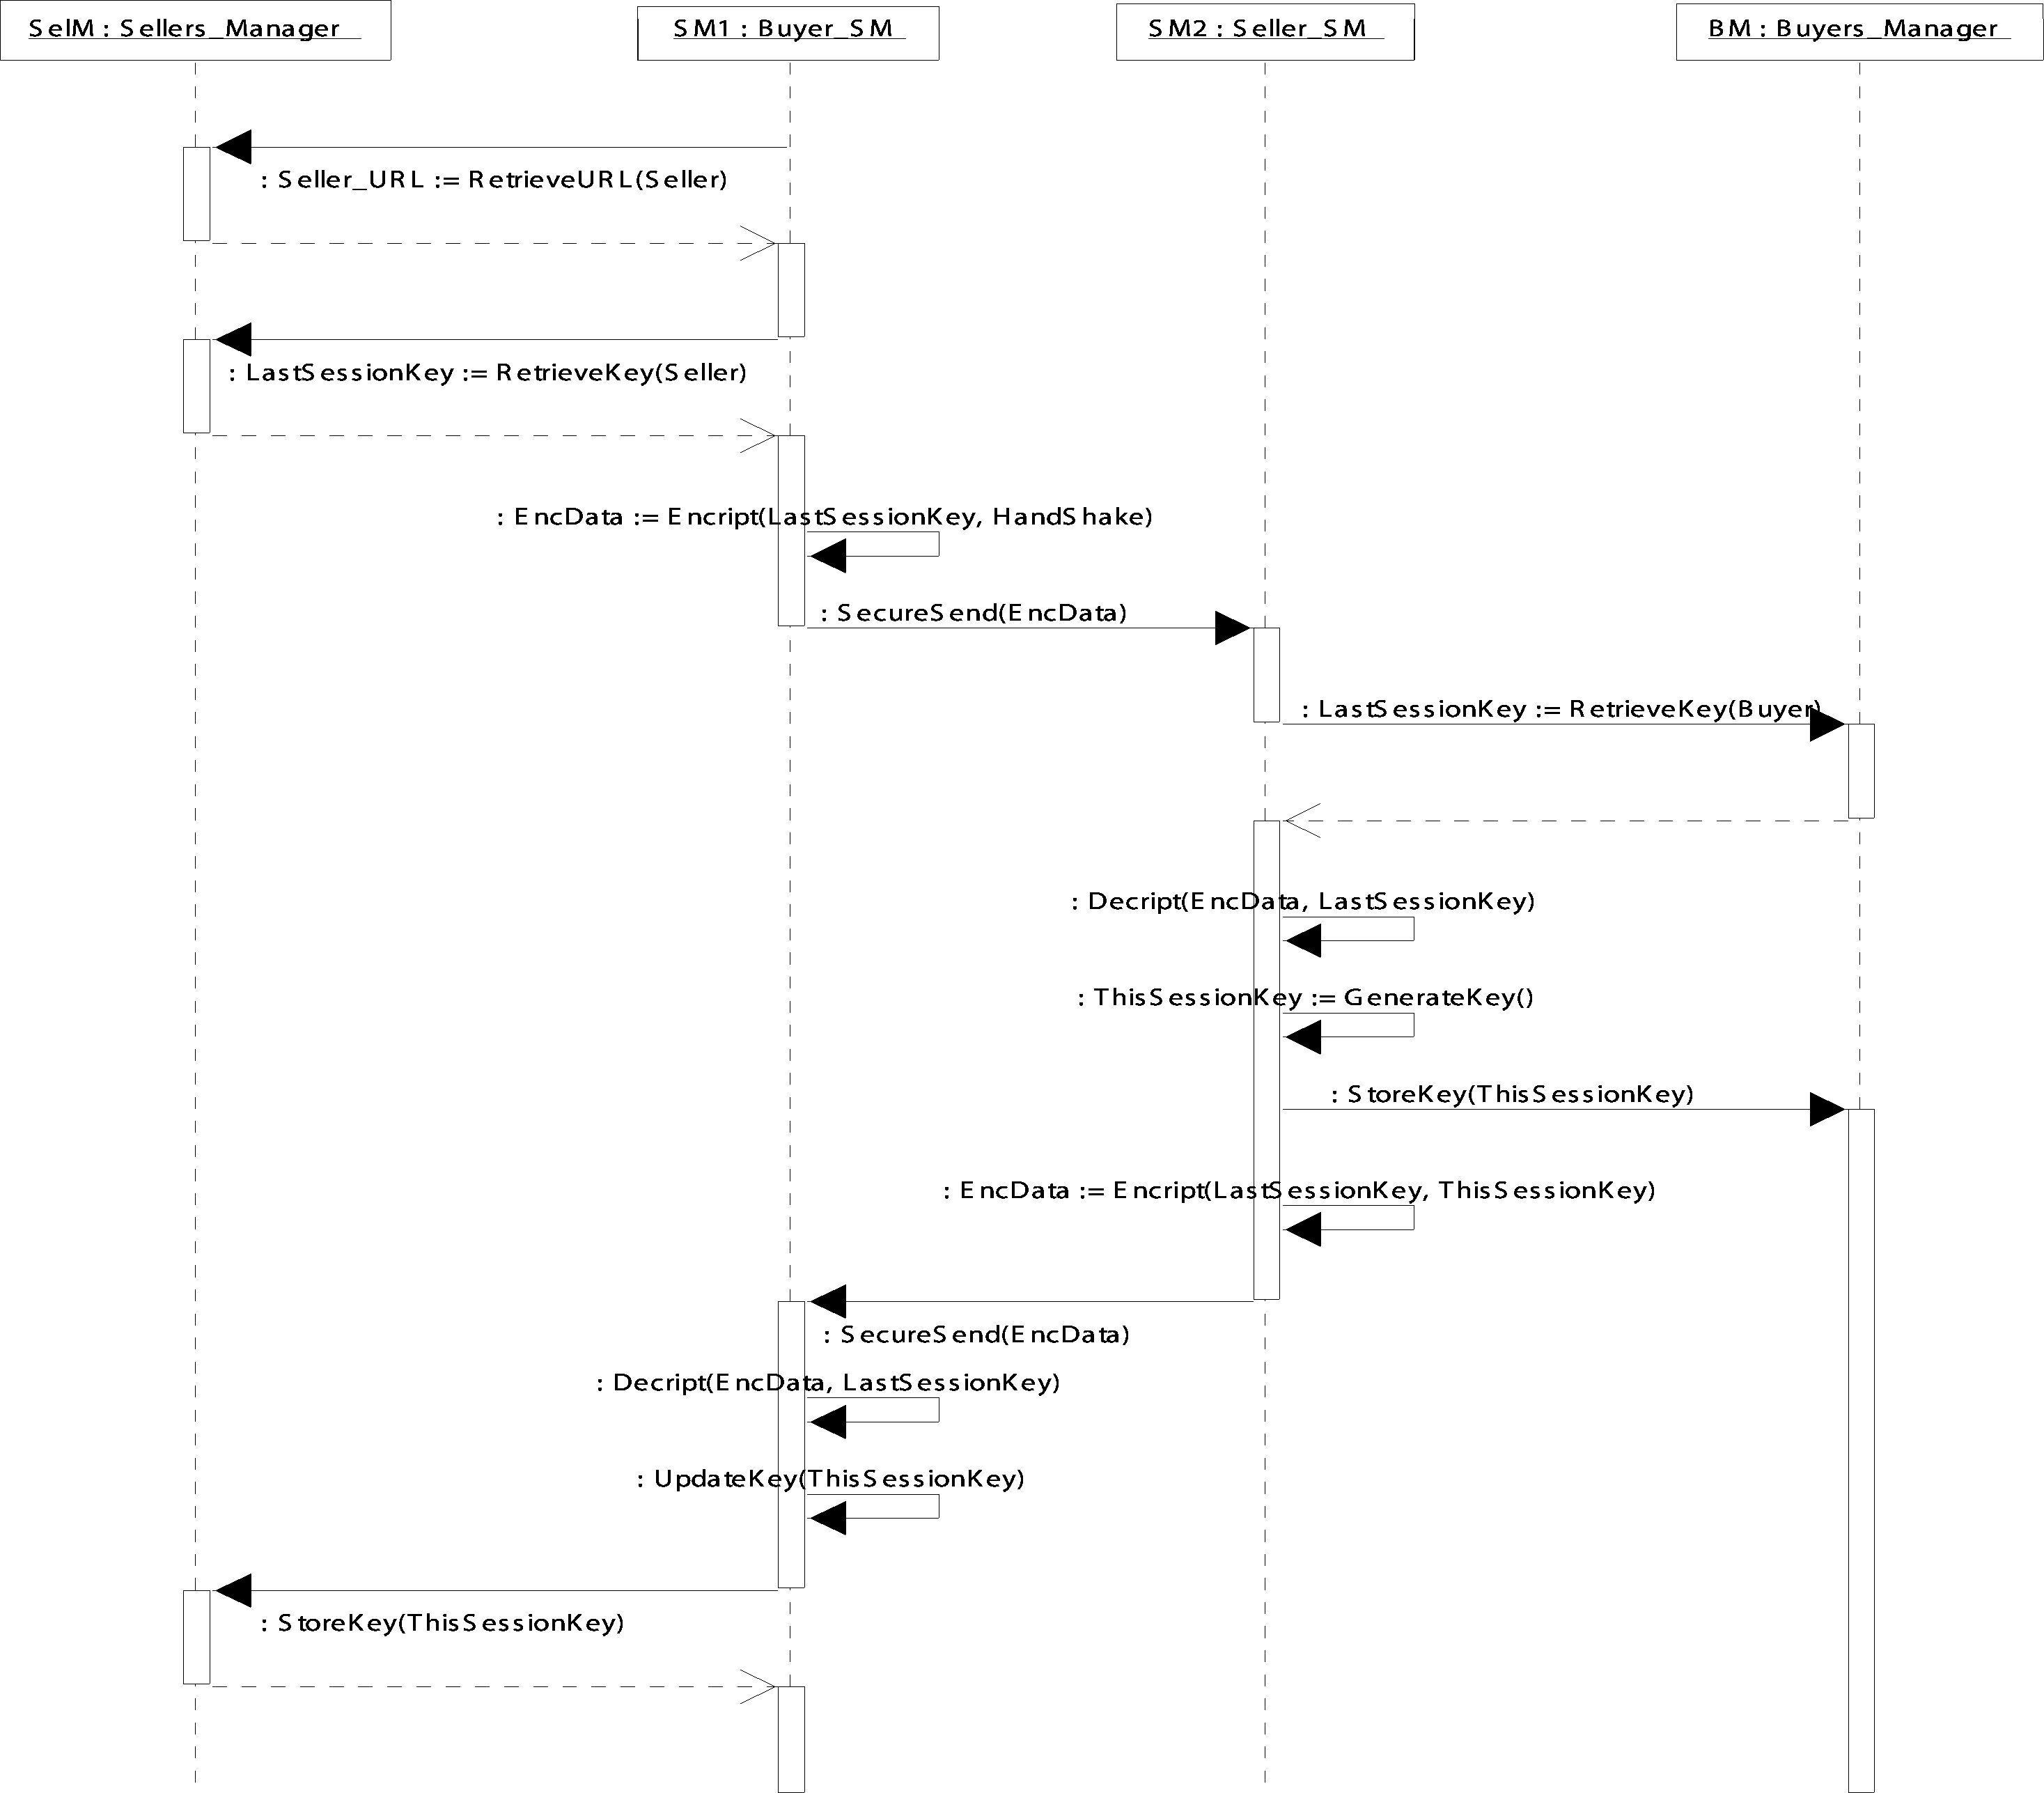 SelM : Sellers_Manager
SM1 : Buyer_SM
SM2 : Seller_SM
BM : Buyers_Manager
: Seller_URL := RetrieveURL(Seller)
: LastSessionKey := RetrieveKey(Seller)
: EncData := Encript(LastSessionKey, HandShake)
: SecureSend(EncData)
: LastSessionKey := RetrieveKey(Buyer)
: Decript(EncData, LastSessionKey)
: ThisSessionKey := GenerateKey()
: StoreKey(ThisSessionKey)
: EncData := Encript(LastSessionKey, ThisSessionKey)
: SecureSend(EncData)
: Decript(EncData, LastSessionKey)
: UpdateKey(ThisSessionKey)
: StoreKey(ThisSessionKey)